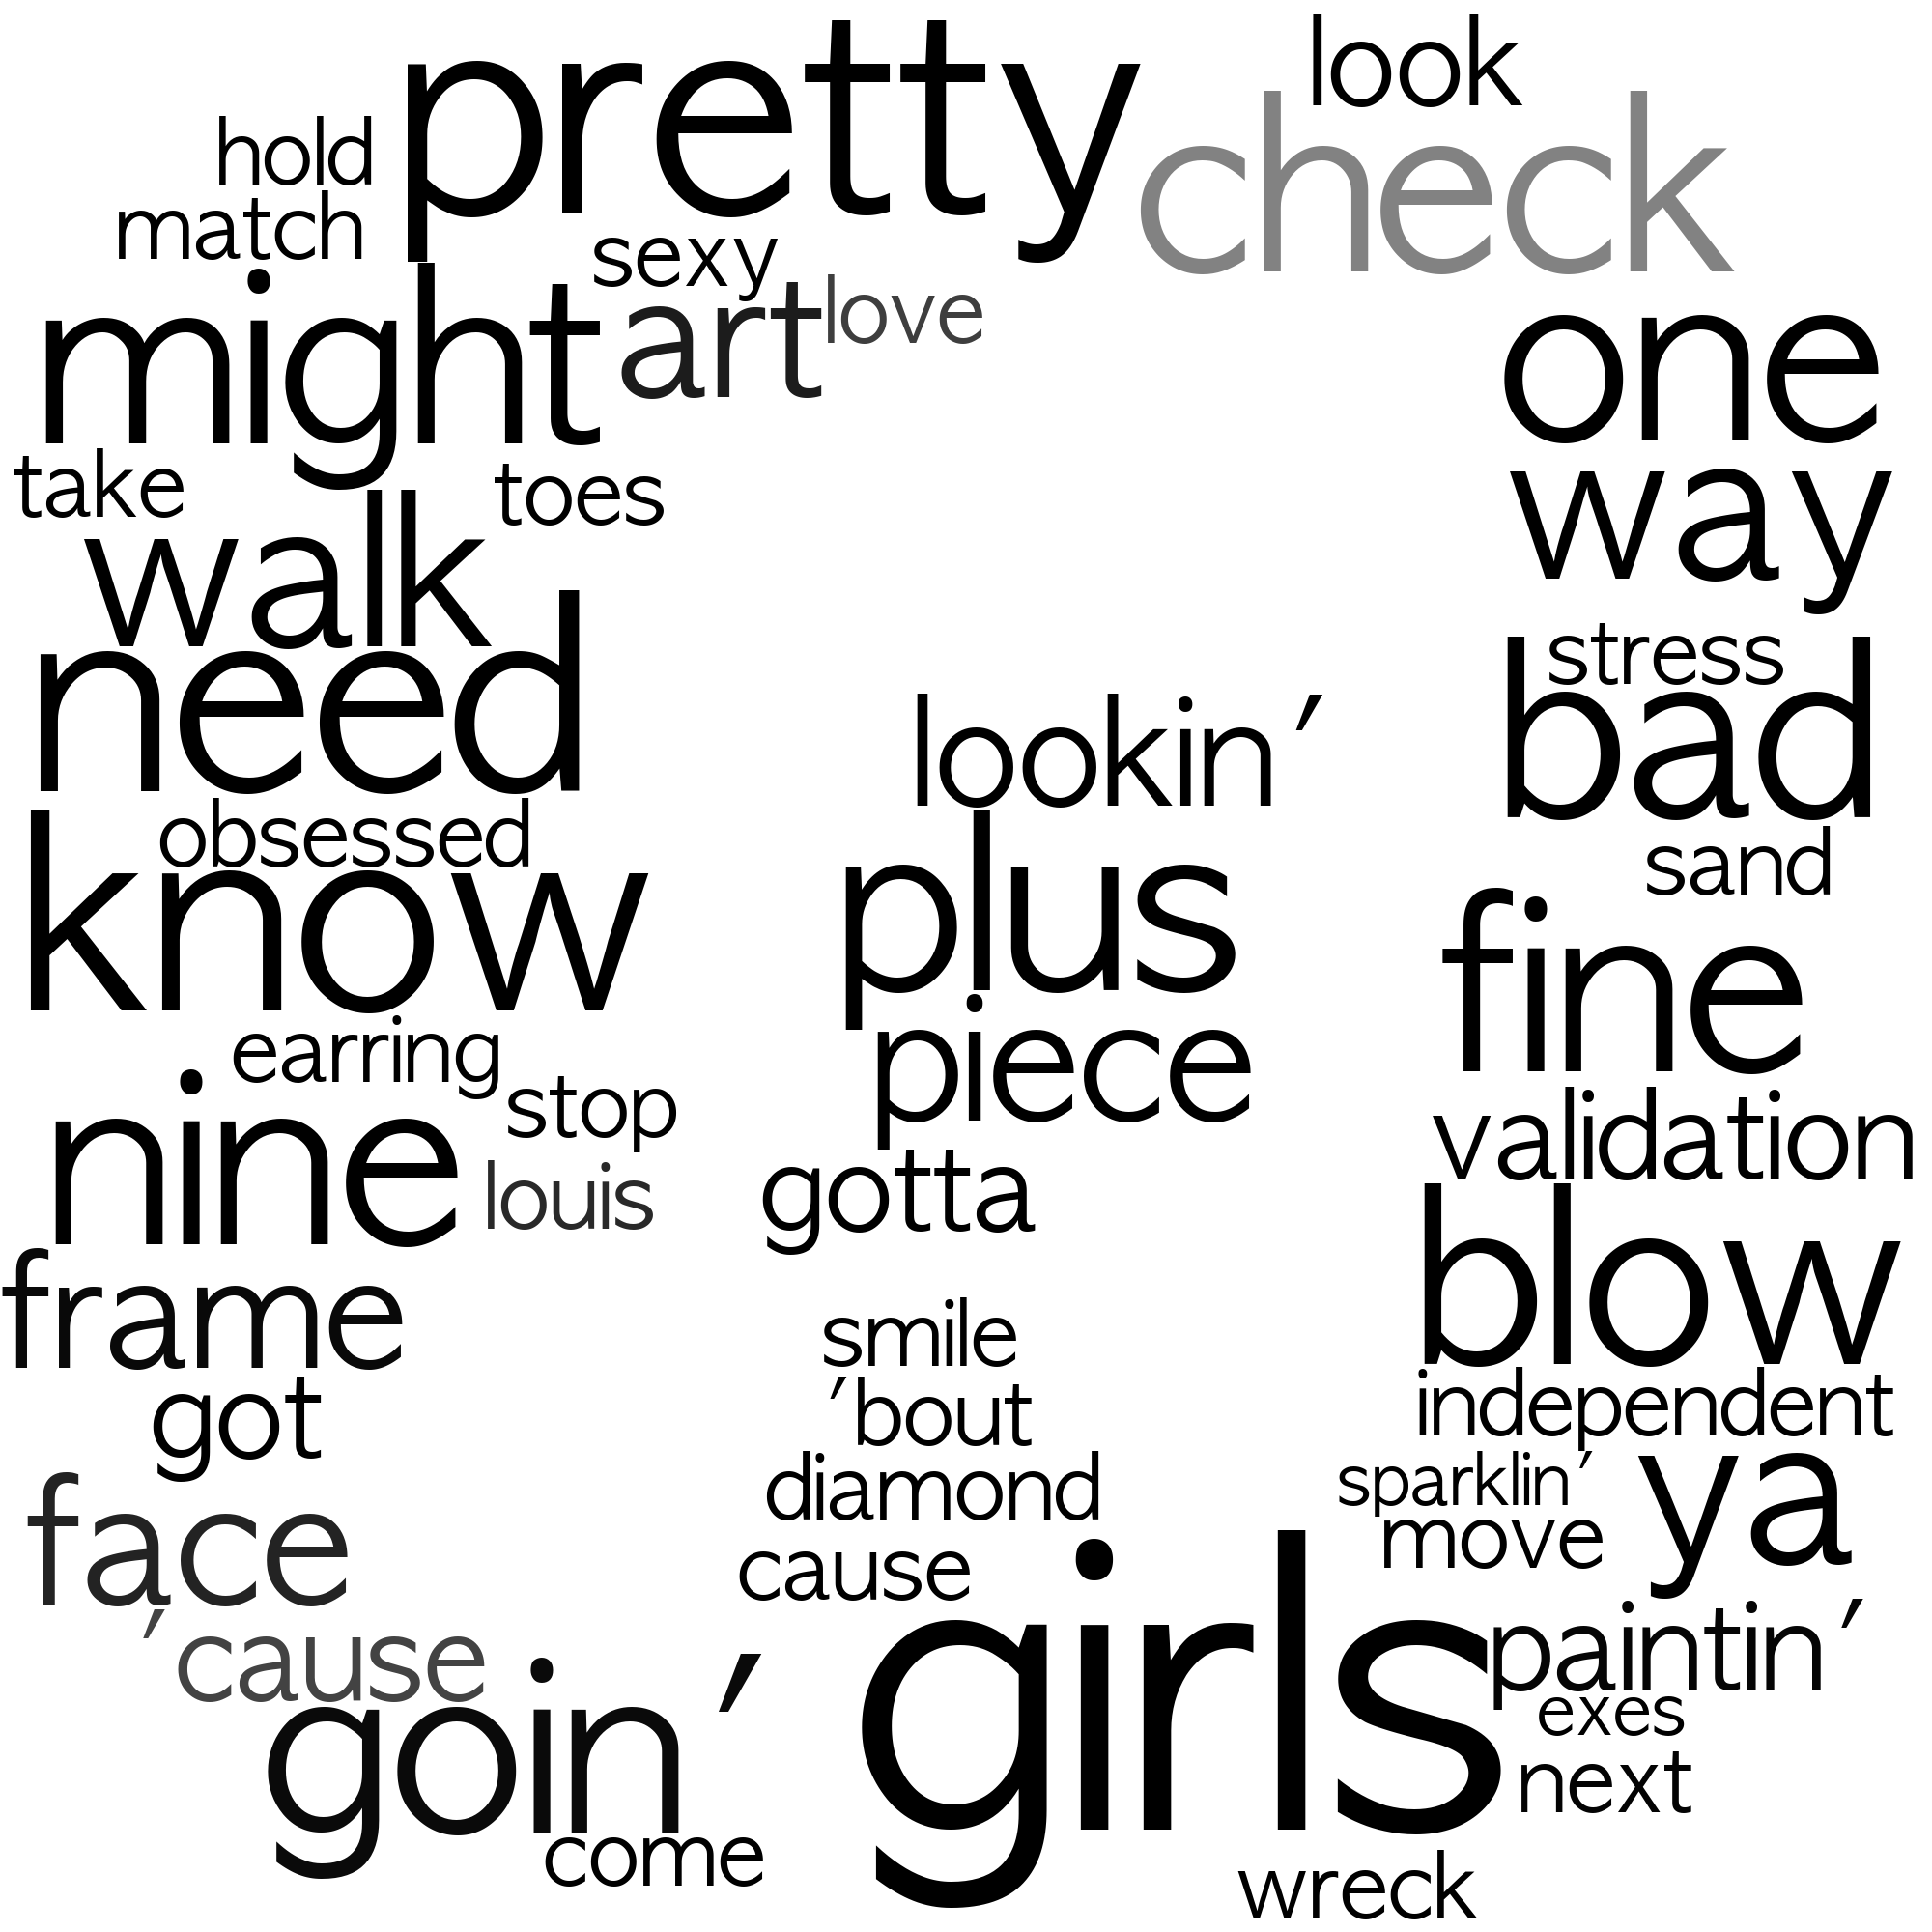 look
pretty
check
hold
match
sexy
love
might
art
one
take
toes
way
walk
stress
need
lookin'
bad
obsessed
sand
know
plus
fine
earring
piece
stop
nine
validation
louis
gotta
blow
frame
smile
'bout
independent
got
diamond
sparklin'
ya
move
face
cause
girls
paintin'
'cause
exes
goin'
next
come
wreck